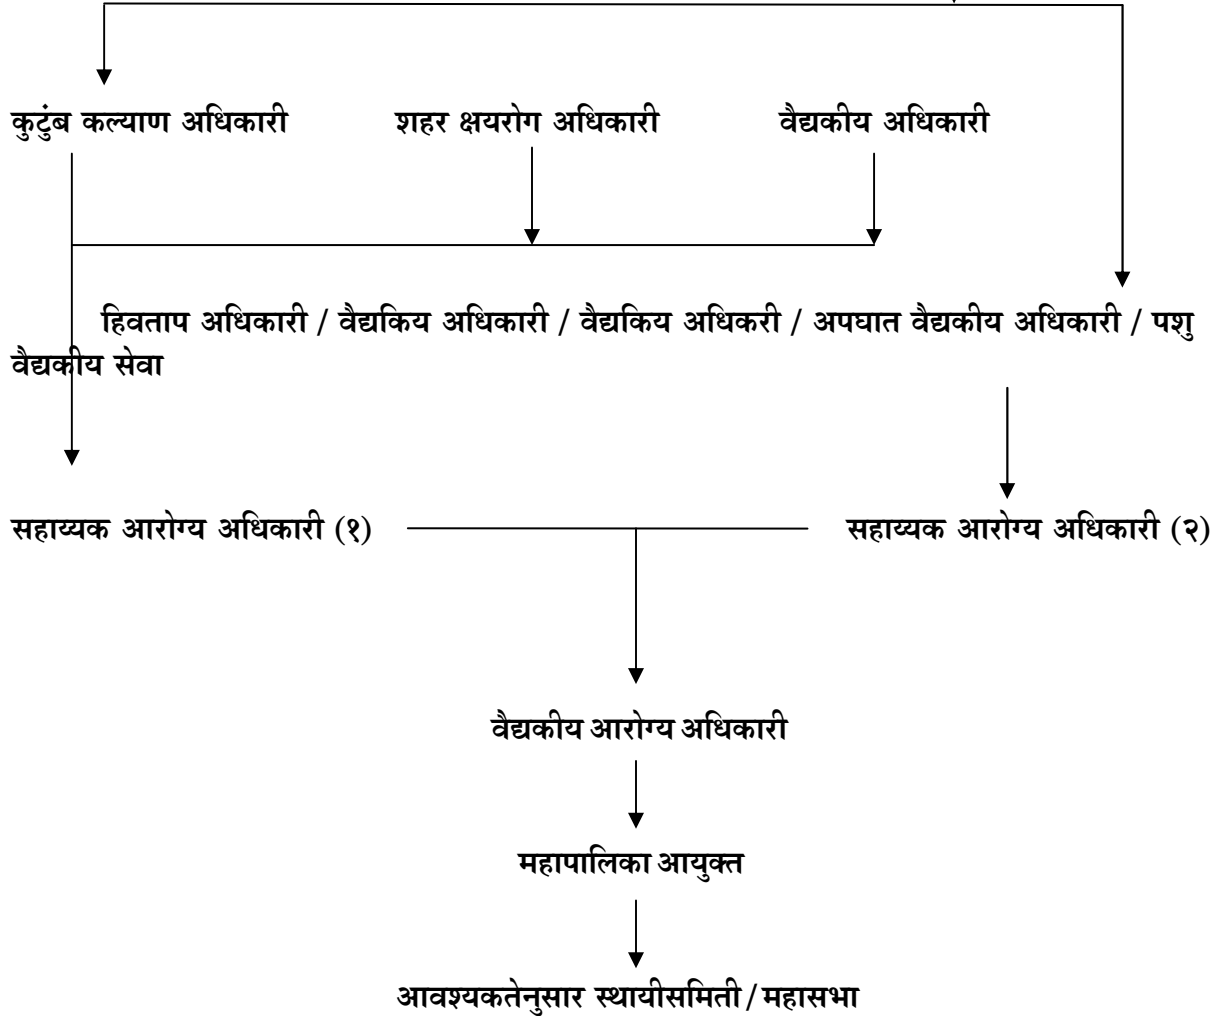 कुटुंब कल्याण अधिकारी शहर क्षयरोग अधिकारी वैद्यकीय अधिकारी
हिवताप अधिकारी / वैद्यकिय अधिकारी / वैद्यकिय अधिकरी / अपघात वैद्यकीय अधिकारी / पशु
वैद्यकीय सेवा
सहाय्यक आरोग्य अधिकारी (१) सहाय्यक आरोग्य अधिकारी (२)
वैद्यकीय आरोग्य अधिकारी
महापालिका आयुक्त
आवश्यकतेनुसार स्थायीसमिती / महासभा